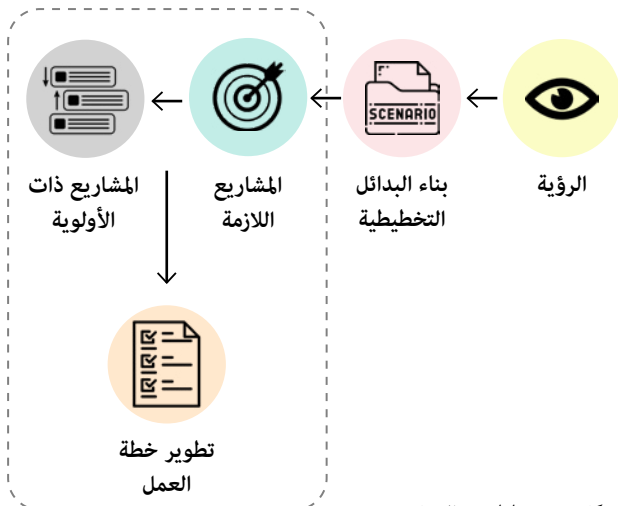 الرؤية
SCENARIO
بناء البدائل
التخطيطية
المشاريع
اللازمة
المشاريع ذات
الأولوية
تطوير خطة
العمل